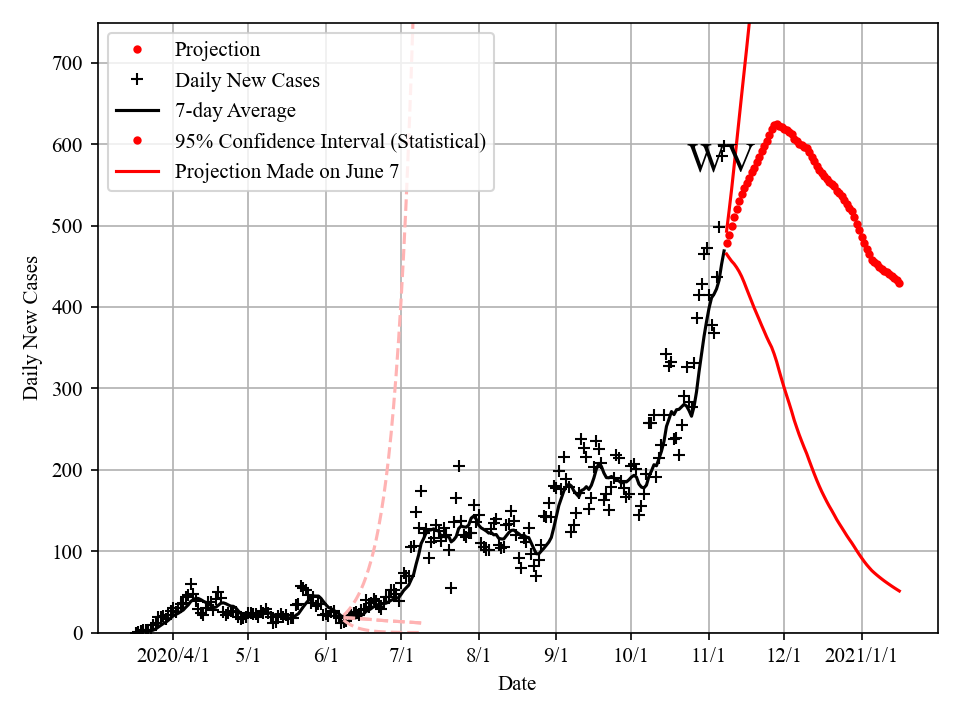 Projection
Daily New Cases
7-day Average
95% Confidence Interval (Statistical)
Projection Made on June 7
700
600
500
400
300
200
100
0
Daily New Cases
WV
2020/4/1 5/1 6/1 7/1 8/1 9/1 10/1 11/1 12/1 2021/1/1
Date